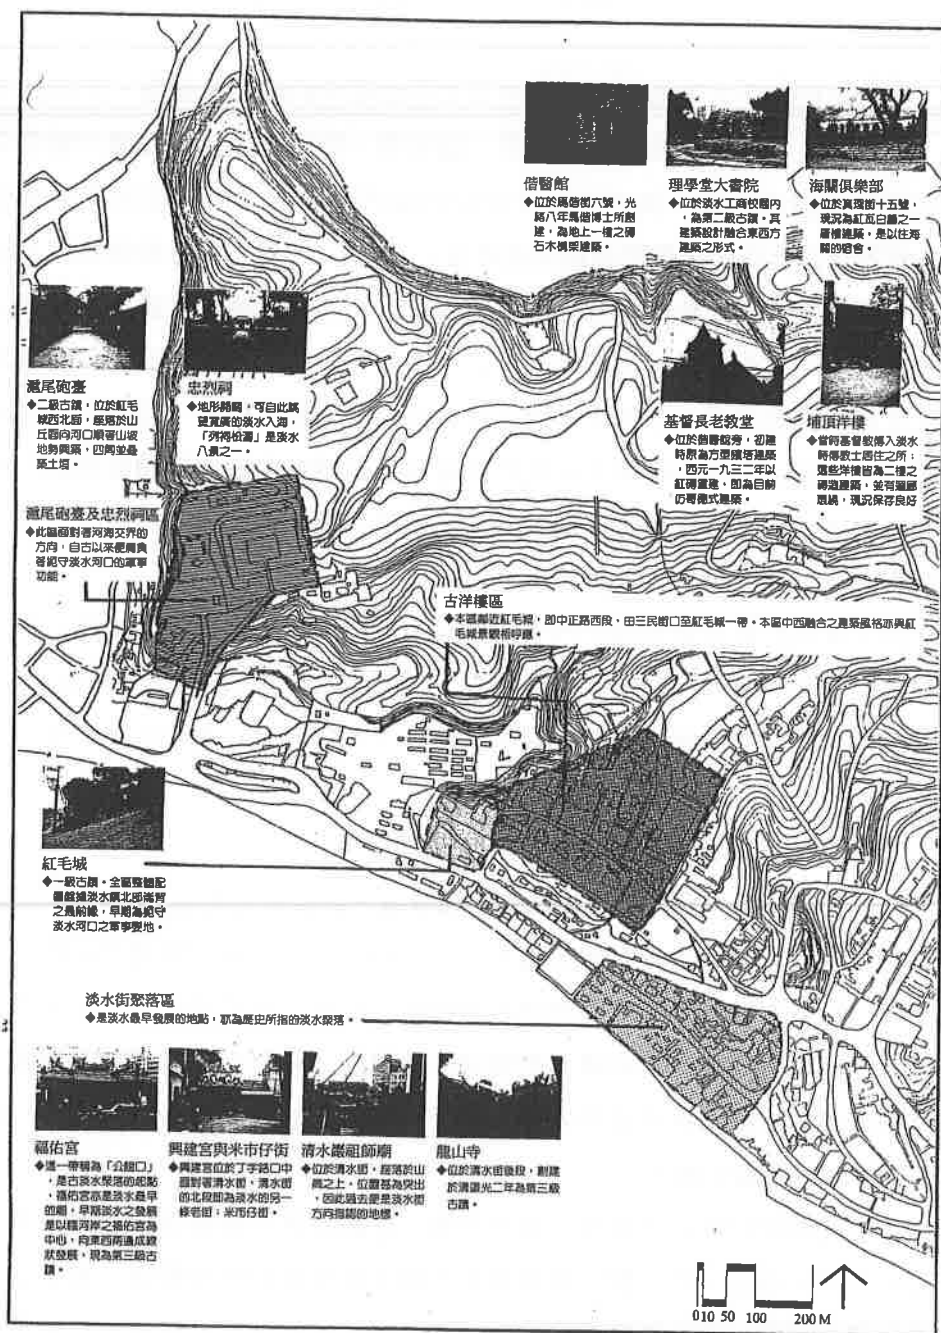 偕醫館
◆位於馬偕街六號，光
緒八年馬偕博士所創
建，為地上一樓之磚
石木構架建築。
理學堂大書院
◆位於淡水工商校園內
，為第二級古蹟。其
建築設計融合東西方
建築之形式。
海關俱樂部
◆位於真理街十五號，
現況為紅瓦白牆之一
層樓建築，是以往海
關的宿舍。
滬尾砲臺
◆二級古蹟，位於紅毛
城西北面，座落於山
丘面向河口順著山坡
地勢興築，四周並疊
築土垣。
忠烈祠
◆地形開闊，可自此眺
望寬廣的淡水入海，
「列祠松濤」是淡水
八景之一。
基督長老教堂
◆位於偕醫館旁，初建
時原為方型鐘塔建築
，西元一九三二年以
紅磚重建，即為目前
仿哥德式建築。
埔頂洋樓
◆當時基督教傳入淡水
時傳教士居住之所；
這些洋樓皆為二樓之
磚造建築，並有迴廊
環繞，現況保存良好
。
滬尾砲臺及忠烈祠區
◆此區面對著河海交界的
方向，自古以來便肩負
著扼守淡水河口的軍事
功能。
古洋樓區
◆本區鄰近紅毛城，即中正路西段，由三民街口至紅毛城一帶。本區中西融合之建築風格亦與紅
毛城景觀相呼應。
紅毛城
◆一級古蹟。全區整體配
置盤據淡水鎮北部崙脊
之最前緣，早期為扼守
淡水河口之軍事要地。
淡水街聚落區
◆是淡水最早發展的地點，亦為歷史所指的淡水聚落。
福佑宮
◆這一帶稱為「公館口」
，是古淡水聚落的起點
，福佑宮亦是淡水最早
的廟，早期淡水之發展
是以臨河岸之福佑宮為
中心，向東西兩邊成線
狀發展，現為第三級古
蹟。
興建宮與米市仔街
◆興建宮位於丁字路口中
面對著清水街，清水街
的北段即為淡水的另一
條老街：米市仔街。
清水巖祖師廟
◆位於清水街，座落於山
崙之上，位置甚為突出
，因此過去便是淡水街
方向指認的地標。
龍山寺
◆位於清水街後段，創建
於清道光二年為第三級
古蹟。
0 10 50 100 200 M